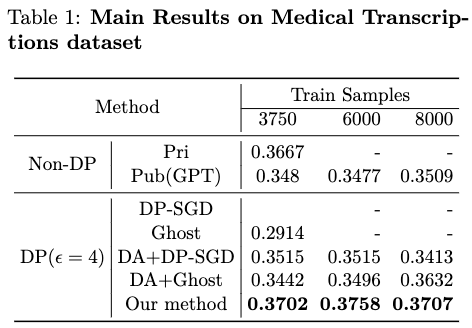 Table 1: Main Results on Medical Transcrip-
tions dataset
Method Train Samples
3750 6000 8000
Non-DP Pri 0.3667 - -
Pub(GPT) 0.348 0.3477 0.3509
DP(ϵ = 4) DP-SGD - -
Ghost 0.2914 - -
DA+DP-SGD 0.3515 0.3515 0.3413
DA+Ghost 0.3442 0.3496 0.3632
Our method 0.3702 0.3758 0.3707